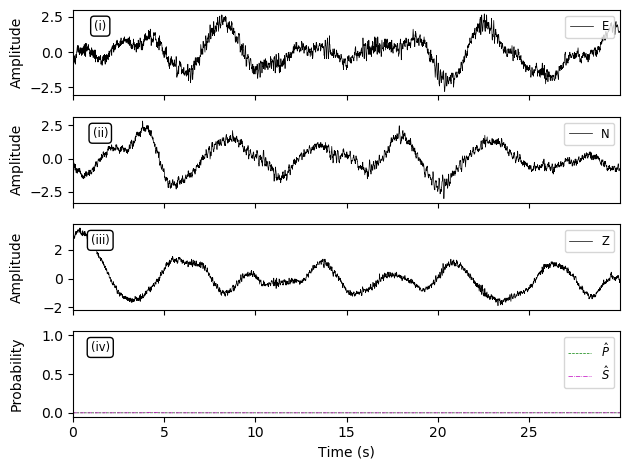 Amplitude
2.5
0.0
−2.5
(i)
E
Amplitude
2.5
0.0
−2.5
(ii)
N
Amplitude
2
0
−2
(iii)
Z
Probability
1.0
0.5
0.0
(iv)
P̂
Ŝ
0 5 10 15 20 25
Time (s)